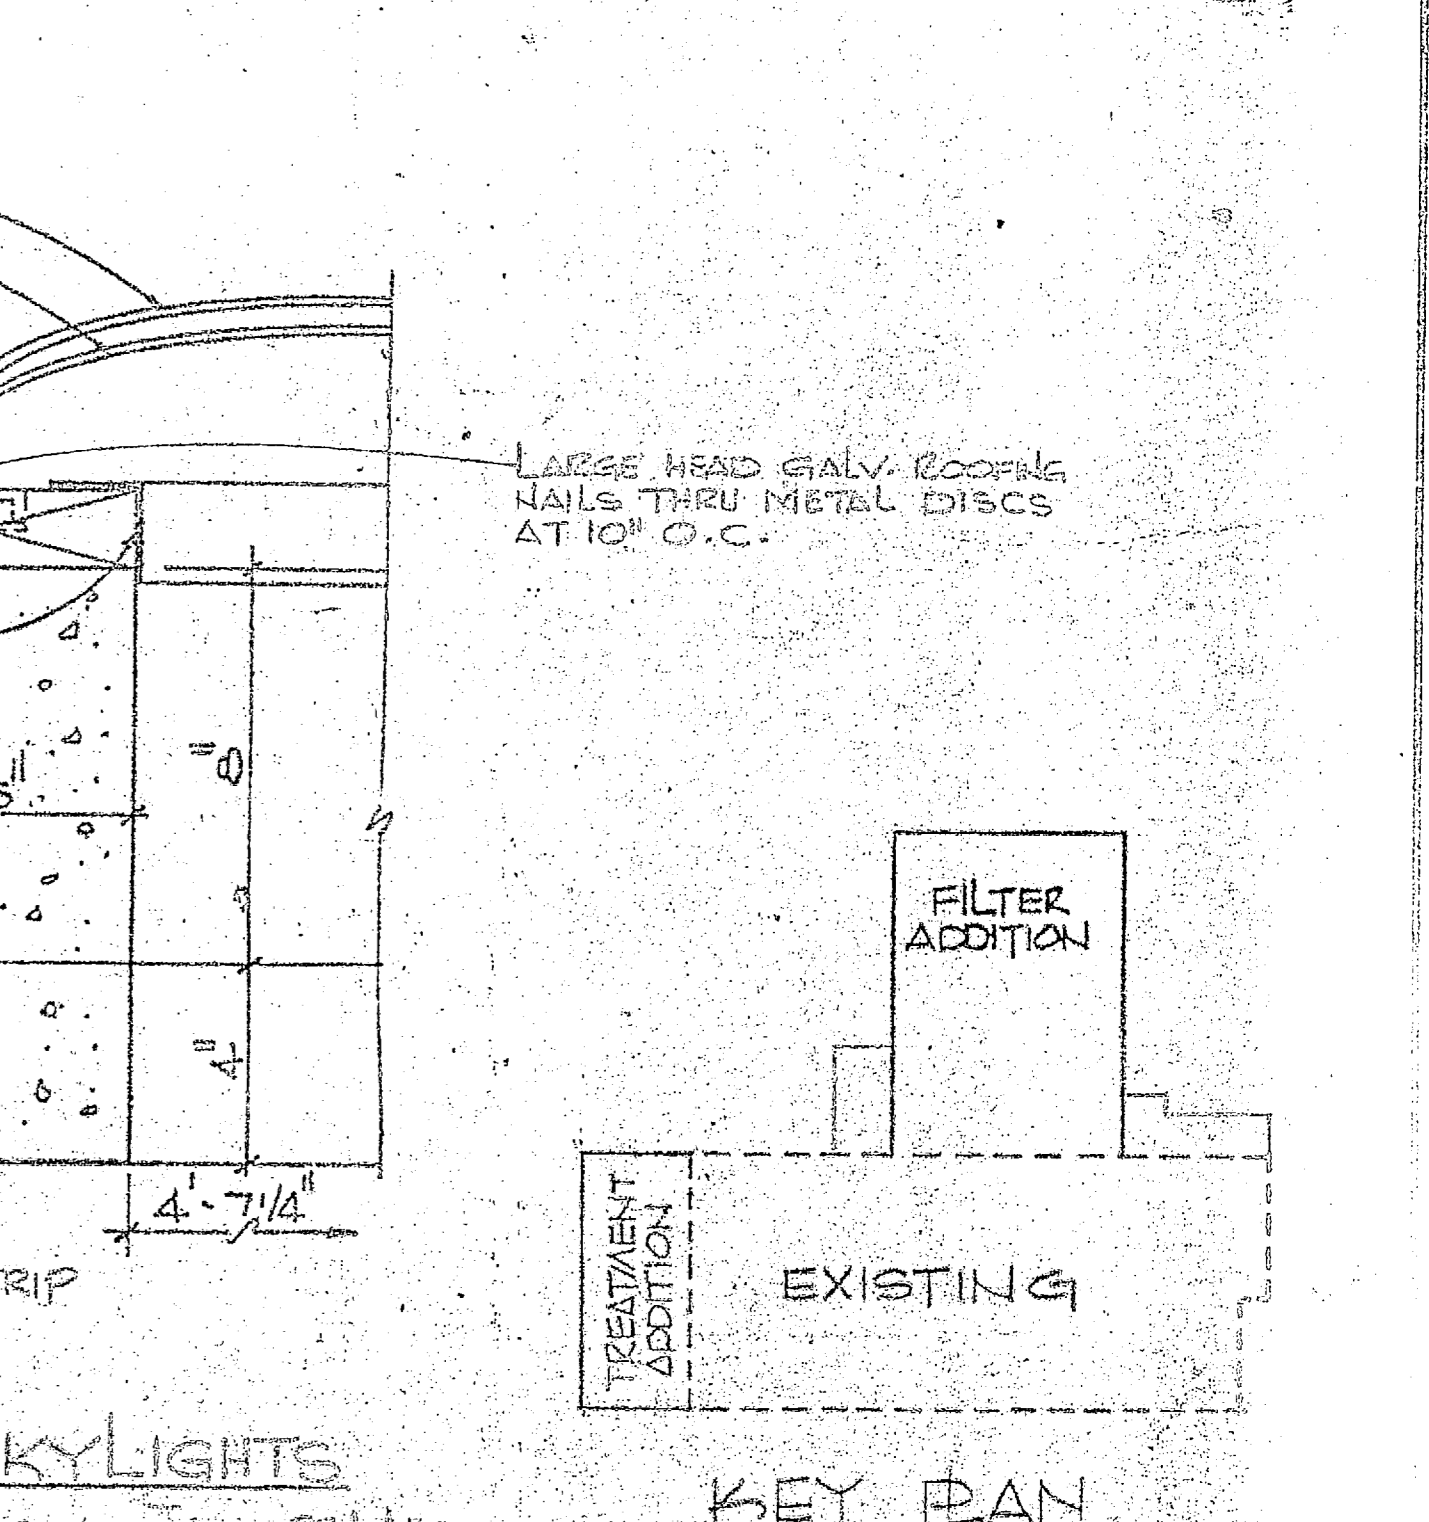 LARGE HEAD GALV. ROOFING
NAILS THRU METAL DISCS
AT 10" O.C.
8"
4"
4'-7 1/4"
RIP
KYLIGHTS
FILTER
ADDITION
TREATMENT
ADDITION
EXISTING
KEY PLAN